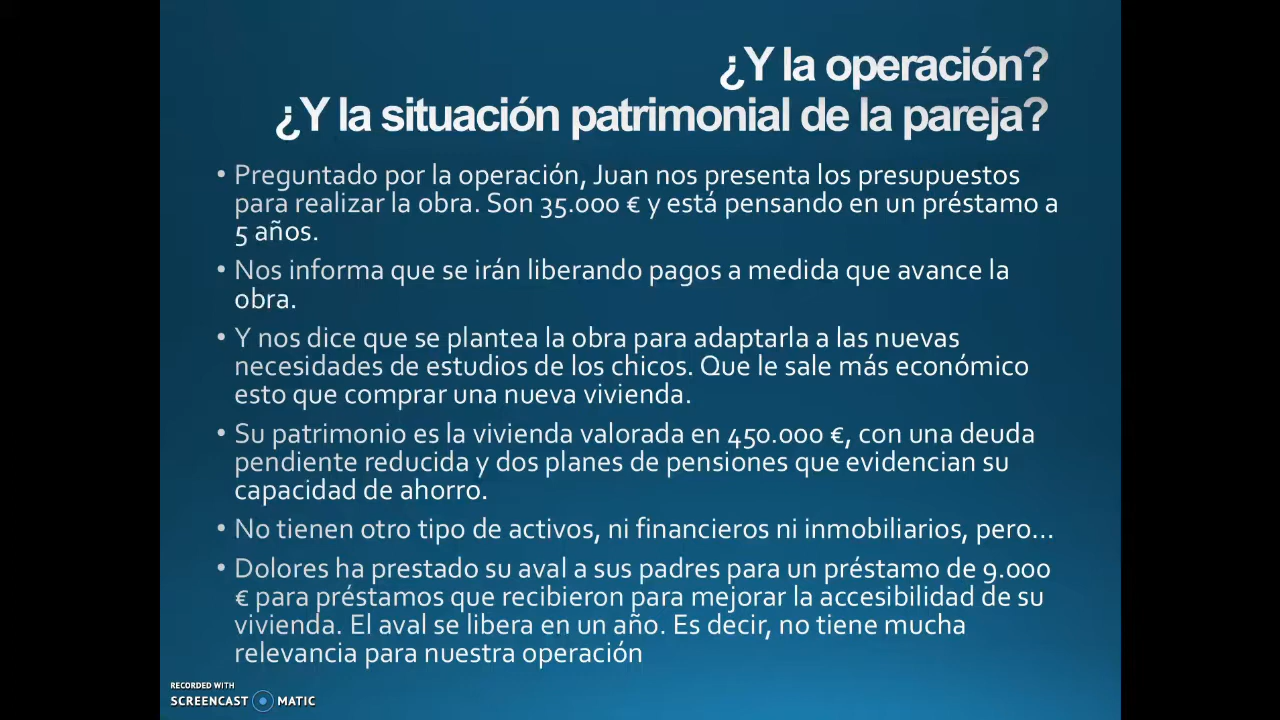 ¿Y la operación?
¿Y la situación patrimonial de la pareja?
• Preguntado por la operación, Juan nos presenta los presupuestos
para realizar la obra. Son 35.000 € y está pensando en un préstamo a
5 años.
• Nos informa que se irán liberando pagos a medida que avance la
obra.
• Y nos dice que se plantea la obra para adaptarla a las nuevas
necesidades de estudios de los chicos. Que le sale más económico
esto que comprar una nueva vivienda.
• Su patrimonio es la vivienda valorada en 450.000 €, con una deuda
pendiente reducida y dos planes de pensiones que evidencian su
capacidad de ahorro.
• No tienen otro tipo de activos, ni financieros ni inmobiliarios, pero...
• Dolores ha prestado su aval a sus padres para un préstamo de 9.000
€ para préstamos que recibieron para mejorar la accesibilidad de su
vivienda. El aval se libera en un año. Es decir, no tiene mucha
relevancia para nuestra operación
RECORDED WITH
SCREENCAST MATIC